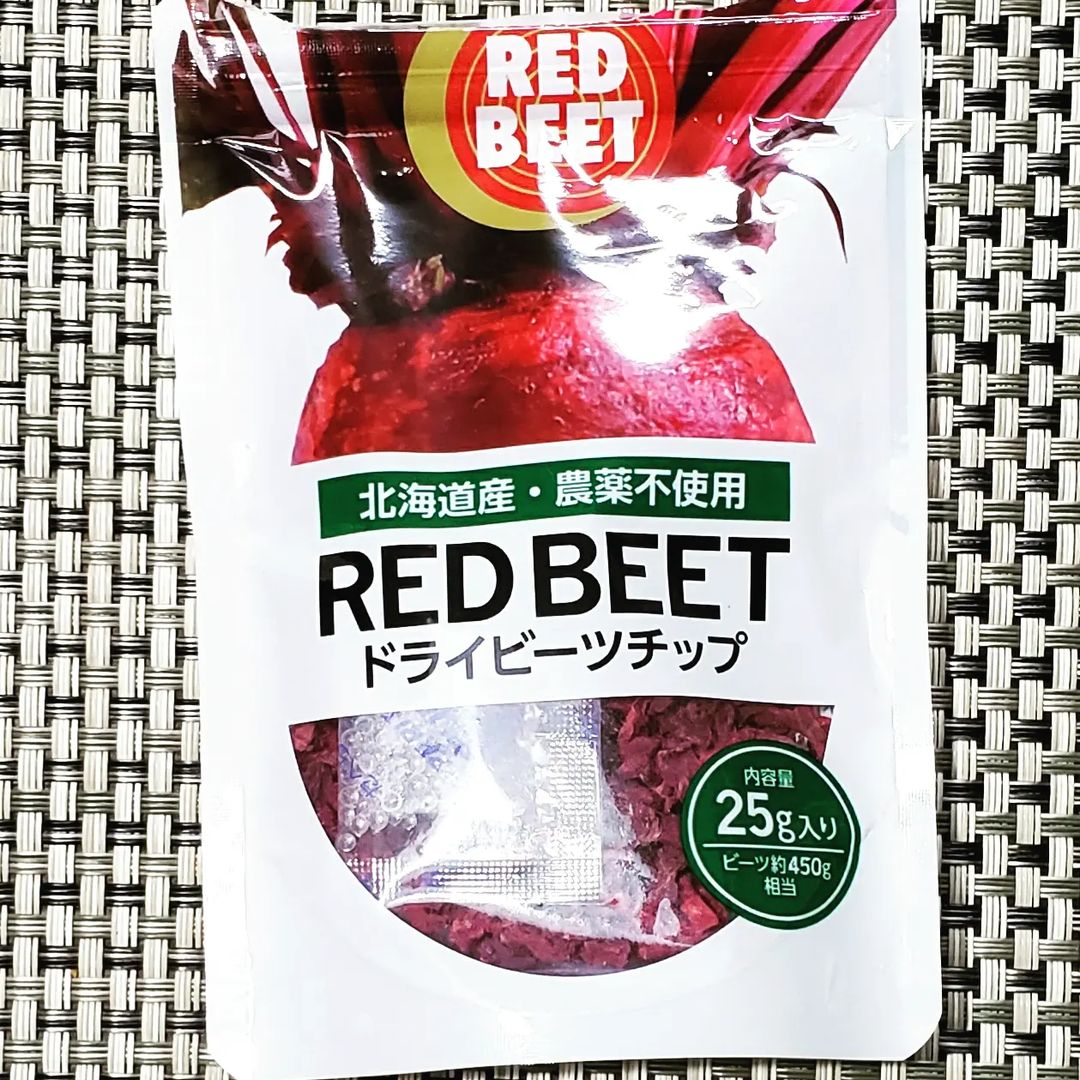 RED
BEET
北海道産・農薬不使用
RED BEET
ドライビーツチップ
内容量
25g入り
ビーツ約450g
相当